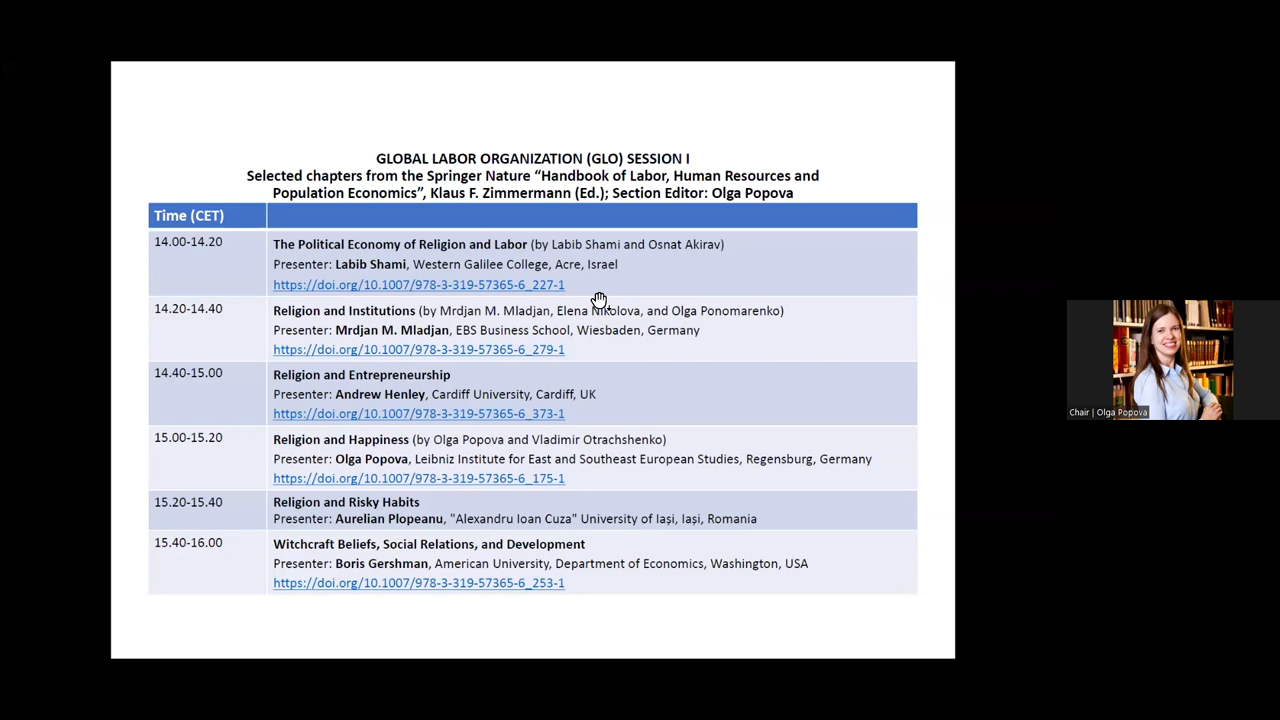 GLOBAL LABOR ORGANIZATION (GLO) SESSION I
Selected chapters from the Springer Nature “Handbook of Labor, Human Resources and
Population Economics”, Klaus F. Zimmermann (Ed.); Section Editor: Olga Popova
Time (CET)
14.00-14.20
The Political Economy of Religion and Labor (by Labib Shami and Osnat Akirav)
Presenter: Labib Shami, Western Galilee College, Acre, Israel
https://doi.org/10.1007/978-3-319-57365-6_227-1
14.20-14.40
Religion and Institutions (by Mrdjan M. Mladjan, Elena Nikolova, and Olga Ponomarenko)
Presenter: Mrdjan M. Mladjan, EBS Business School, Wiesbaden, Germany
https://doi.org/10.1007/978-3-319-57365-6_279-1
14.40-15.00
Religion and Entrepreneurship
Presenter: Andrew Henley, Cardiff University, Cardiff, UK
https://doi.org/10.1007/978-3-319-57365-6_373-1
15.00-15.20
Religion and Happiness (by Olga Popova and Vladimir Otrachshenko)
Presenter: Olga Popova, Leibniz Institute for East and Southeast European Studies, Regensburg, Germany
https://doi.org/10.1007/978-3-319-57365-6_175-1
15.20-15.40
Religion and Risky Habits
Presenter: Aurelian Plopeanu, "Alexandru Ioan Cuza" University of Iași, Iași, Romania
15.40-16.00
Witchcraft Beliefs, Social Relations, and Development
Presenter: Boris Gershman, American University, Department of Economics, Washington, USA
https://doi.org/10.1007/978-3-319-57365-6_253-1
Chair | Olga Popova